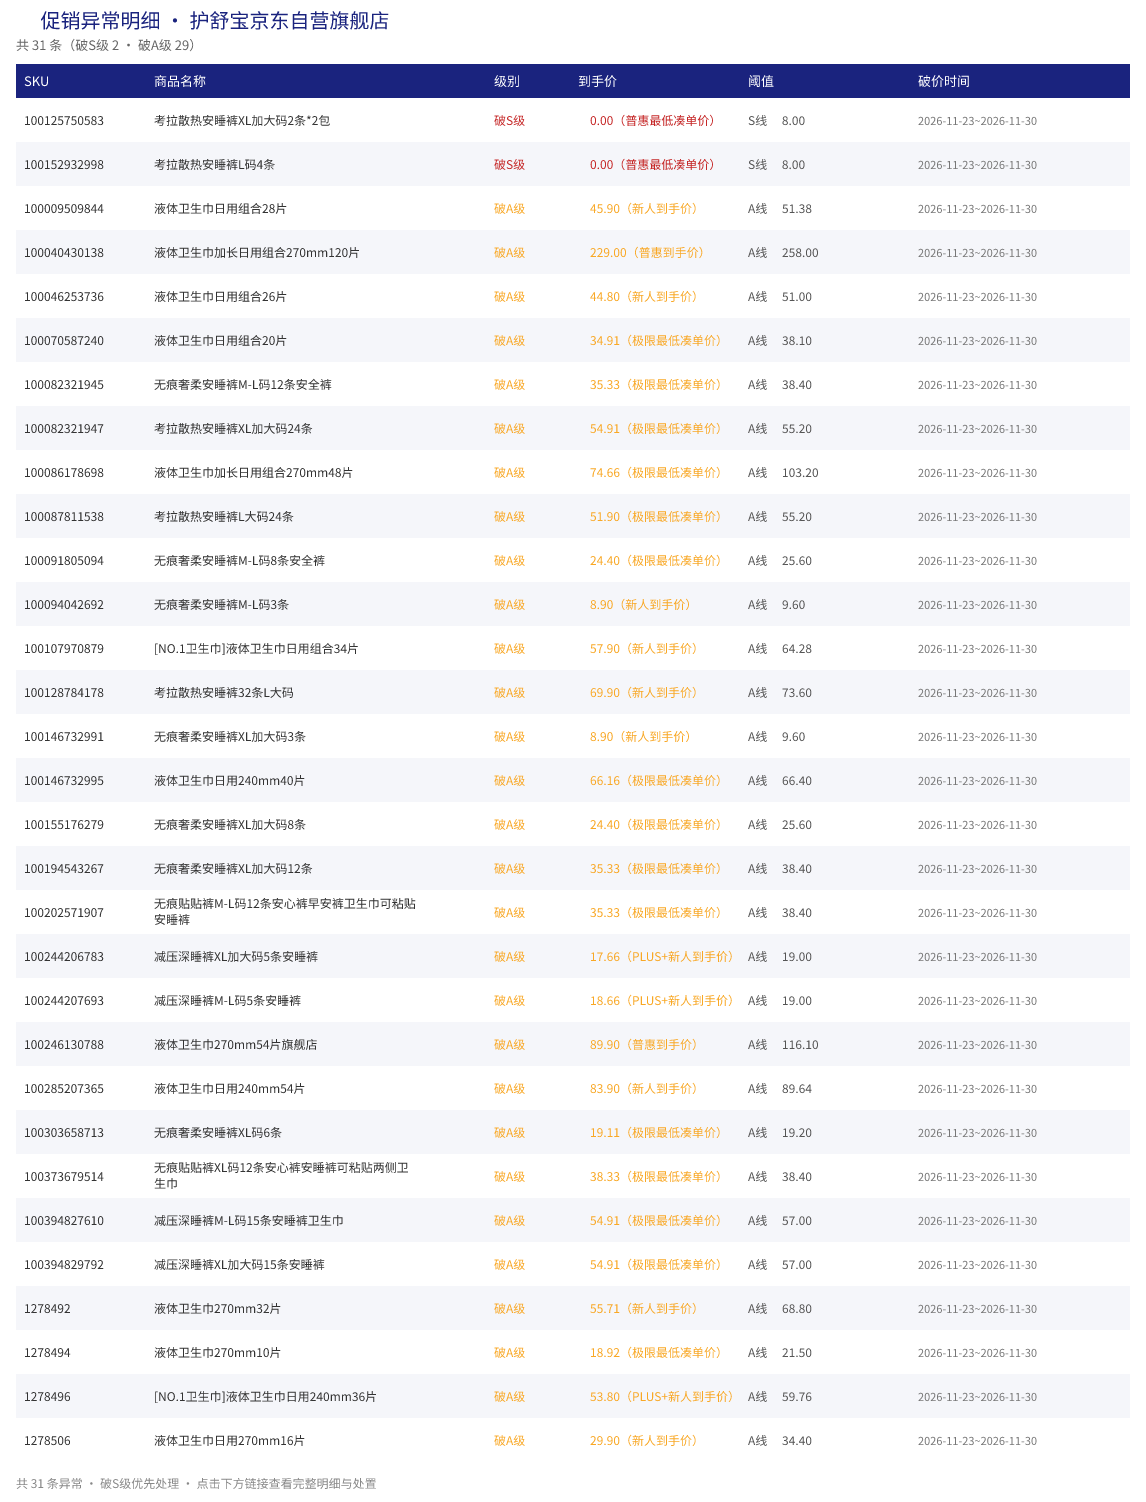 促销异常明细 · 护舒宝京东自营旗舰店
共 31 条（破S级 2 · 破A级 29）
SKU 商品名称 级别 到手价 阈值 破价时间
100125750583 考拉散热安睡裤XL加大码2条*2包 破S级 0.00（普惠最低凑单价） S线 8.00 2026-11-23~2026-11-30
100152932998 考拉散热安睡裤L码4条 破S级 0.00（普惠最低凑单价） S线 8.00 2026-11-23~2026-11-30
100009509844 液体卫生巾日用组合28片 破A级 45.90（新人到手价） A线 51.38 2026-11-23~2026-11-30
100040430138 液体卫生巾加长日用组合270mm120片 破A级 229.00（普惠到手价） A线 258.00 2026-11-23~2026-11-30
100046253736 液体卫生巾日用组合26片 破A级 44.80（新人到手价） A线 51.00 2026-11-23~2026-11-30
100070587240 液体卫生巾日用组合20片 破A级 34.91（极限最低凑单价） A线 38.10 2026-11-23~2026-11-30
100082321945 无痕奢柔安睡裤M-L码12条安全裤 破A级 35.33（极限最低凑单价） A线 38.40 2026-11-23~2026-11-30
100082321947 考拉散热安睡裤XL加大码24条 破A级 54.91（极限最低凑单价） A线 55.20 2026-11-23~2026-11-30
100086178698 液体卫生巾加长日用组合270mm48片 破A级 74.66（极限最低凑单价） A线 103.20 2026-11-23~2026-11-30
100087811538 考拉散热安睡裤L大码24条 破A级 51.90（极限最低凑单价） A线 55.20 2026-11-23~2026-11-30
100091805094 无痕奢柔安睡裤M-L码8条安全裤 破A级 24.40（极限最低凑单价） A线 25.60 2026-11-23~2026-11-30
100094042692 无痕奢柔安睡裤M-L码3条 破A级 8.90（新人到手价） A线 9.60 2026-11-23~2026-11-30
100107970879 [NO.1卫生巾]液体卫生巾日用组合34片 破A级 57.90（新人到手价） A线 64.28 2026-11-23~2026-11-30
100128784178 考拉散热安睡裤32条L大码 破A级 69.90（新人到手价） A线 73.60 2026-11-23~2026-11-30
100146732991 无痕奢柔安睡裤XL加大码3条 破A级 8.90（新人到手价） A线 9.60 2026-11-23~2026-11-30
100146732995 液体卫生巾日用240mm40片 破A级 66.16（极限最低凑单价） A线 66.40 2026-11-23~2026-11-30
100155176279 无痕奢柔安睡裤XL加大码8条 破A级 24.40（极限最低凑单价） A线 25.60 2026-11-23~2026-11-30
100194543267 无痕奢柔安睡裤XL加大码12条 破A级 35.33（极限最低凑单价） A线 38.40 2026-11-23~2026-11-30
100202571907 无痕贴贴裤M-L码12条安心裤早安裤卫生巾可粘贴 破A级 35.33（极限最低凑单价） A线 38.40 2026-11-23~2026-11-30
安睡裤
100244206783 减压深睡裤XL加大码5条安睡裤 破A级 17.66（PLUS+新人到手价） A线 19.00 2026-11-23~2026-11-30
100244207693 减压深睡裤M-L码5条安睡裤 破A级 18.66（PLUS+新人到手价） A线 19.00 2026-11-23~2026-11-30
100246130788 液体卫生巾270mm54片旗舰店 破A级 89.90（普惠到手价） A线 116.10 2026-11-23~2026-11-30
100285207365 液体卫生巾日用240mm54片 破A级 83.90（新人到手价） A线 89.64 2026-11-23~2026-11-30
100303658713 无痕奢柔安睡裤XL码6条 破A级 19.11（极限最低凑单价） A线 19.20 2026-11-23~2026-11-30
100373679514 无痕贴贴裤XL码12条安心裤安睡裤可粘贴两侧卫 破A级 38.33（极限最低凑单价） A线 38.40 2026-11-23~2026-11-30
生巾
100394827610 减压深睡裤M-L码15条安睡裤卫生巾 破A级 54.91（极限最低凑单价） A线 57.00 2026-11-23~2026-11-30
100394829792 减压深睡裤XL加大码15条安睡裤 破A级 54.91（极限最低凑单价） A线 57.00 2026-11-23~2026-11-30
1278492 液体卫生巾270mm32片 破A级 55.71（新人到手价） A线 68.80 2026-11-23~2026-11-30
1278494 液体卫生巾270mm10片 破A级 18.92（极限最低凑单价） A线 21.50 2026-11-23~2026-11-30
1278496 [NO.1卫生巾]液体卫生巾日用240mm36片 破A级 53.80（PLUS+新人到手价） A线 59.76 2026-11-23~2026-11-30
1278506 液体卫生巾日用270mm16片 破A级 29.90（新人到手价） A线 34.40 2026-11-23~2026-11-30
共 31 条异常 · 破S级优先处理 · 点击下方链接查看完整明细与处置